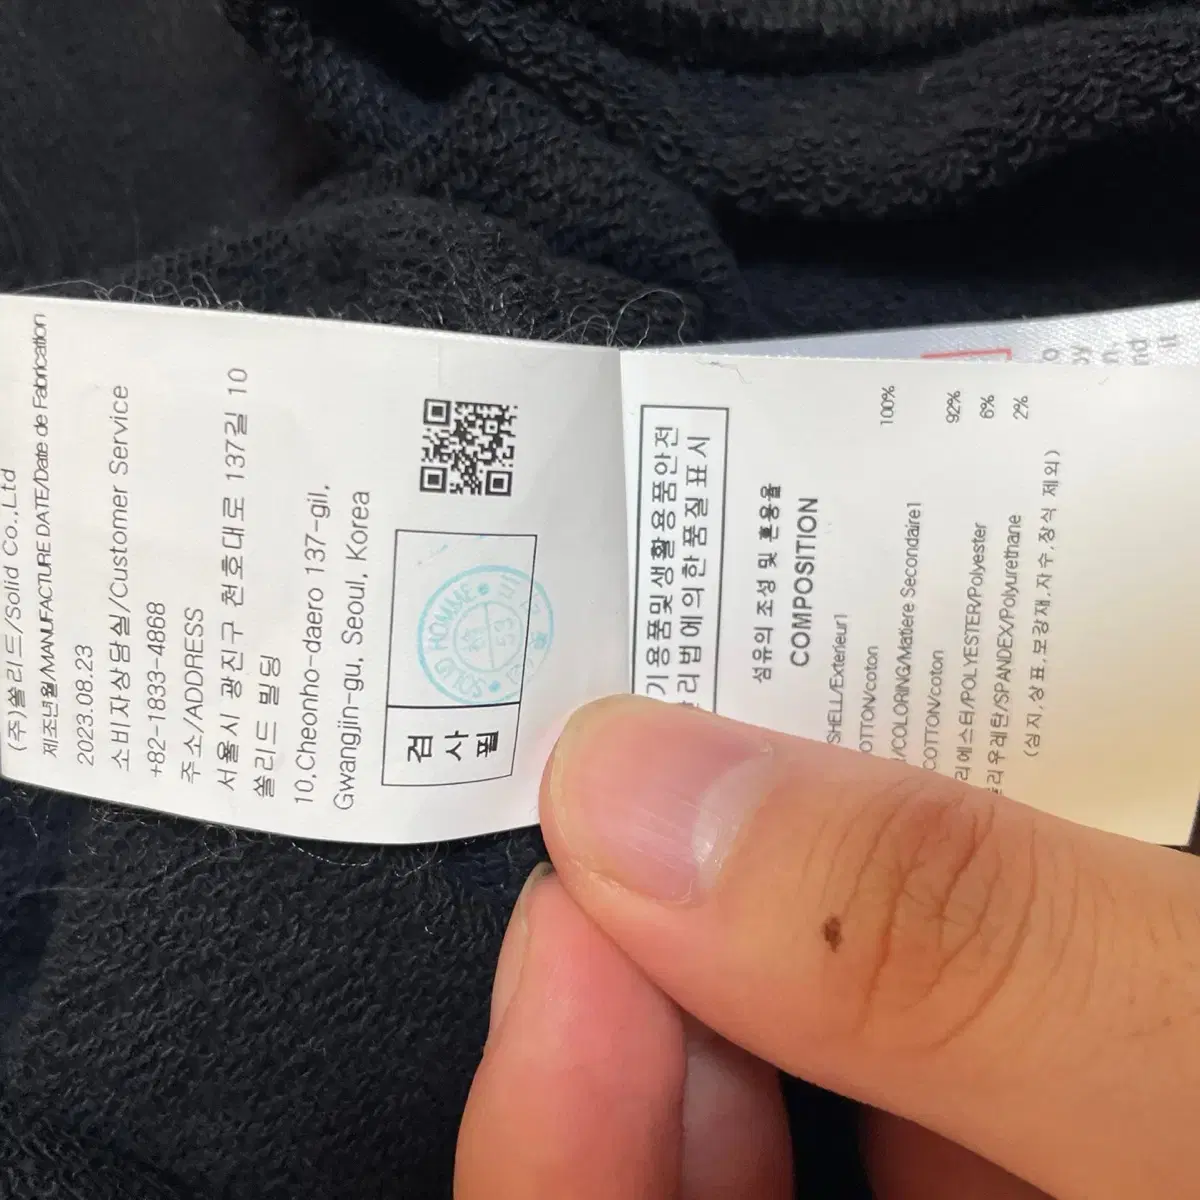 (주)쏠리드/Solid Co.,Ltd
제조년월/MANUFACTURE DATE/Date de Fabrication
2023.08.23
소비자상담실/Customer Service
+82-1833-4868
주소/ADDRESS
서울시 광진구 천호대로 137길 10
쏠리드 빌딩
10,Cheonho-daero 137-gil,
Gwangjin-gu, Seoul, Korea
검사필
SOLID HOMME
53
기용품및생활용품안전
리법에의한품질표시
섬유의 조성 및 혼용율
COMPOSITION
SHELL/Exterieur1
OTTON/coton 100%
/COLORING/Matiere Secondaire1
COTTON/coton 92%
리에스터/POLYESTER/Polyester 6%
리우레탄/SPANDEX/Polyurethane 2%
(심지,상표,보강재,자수,장식 제외)